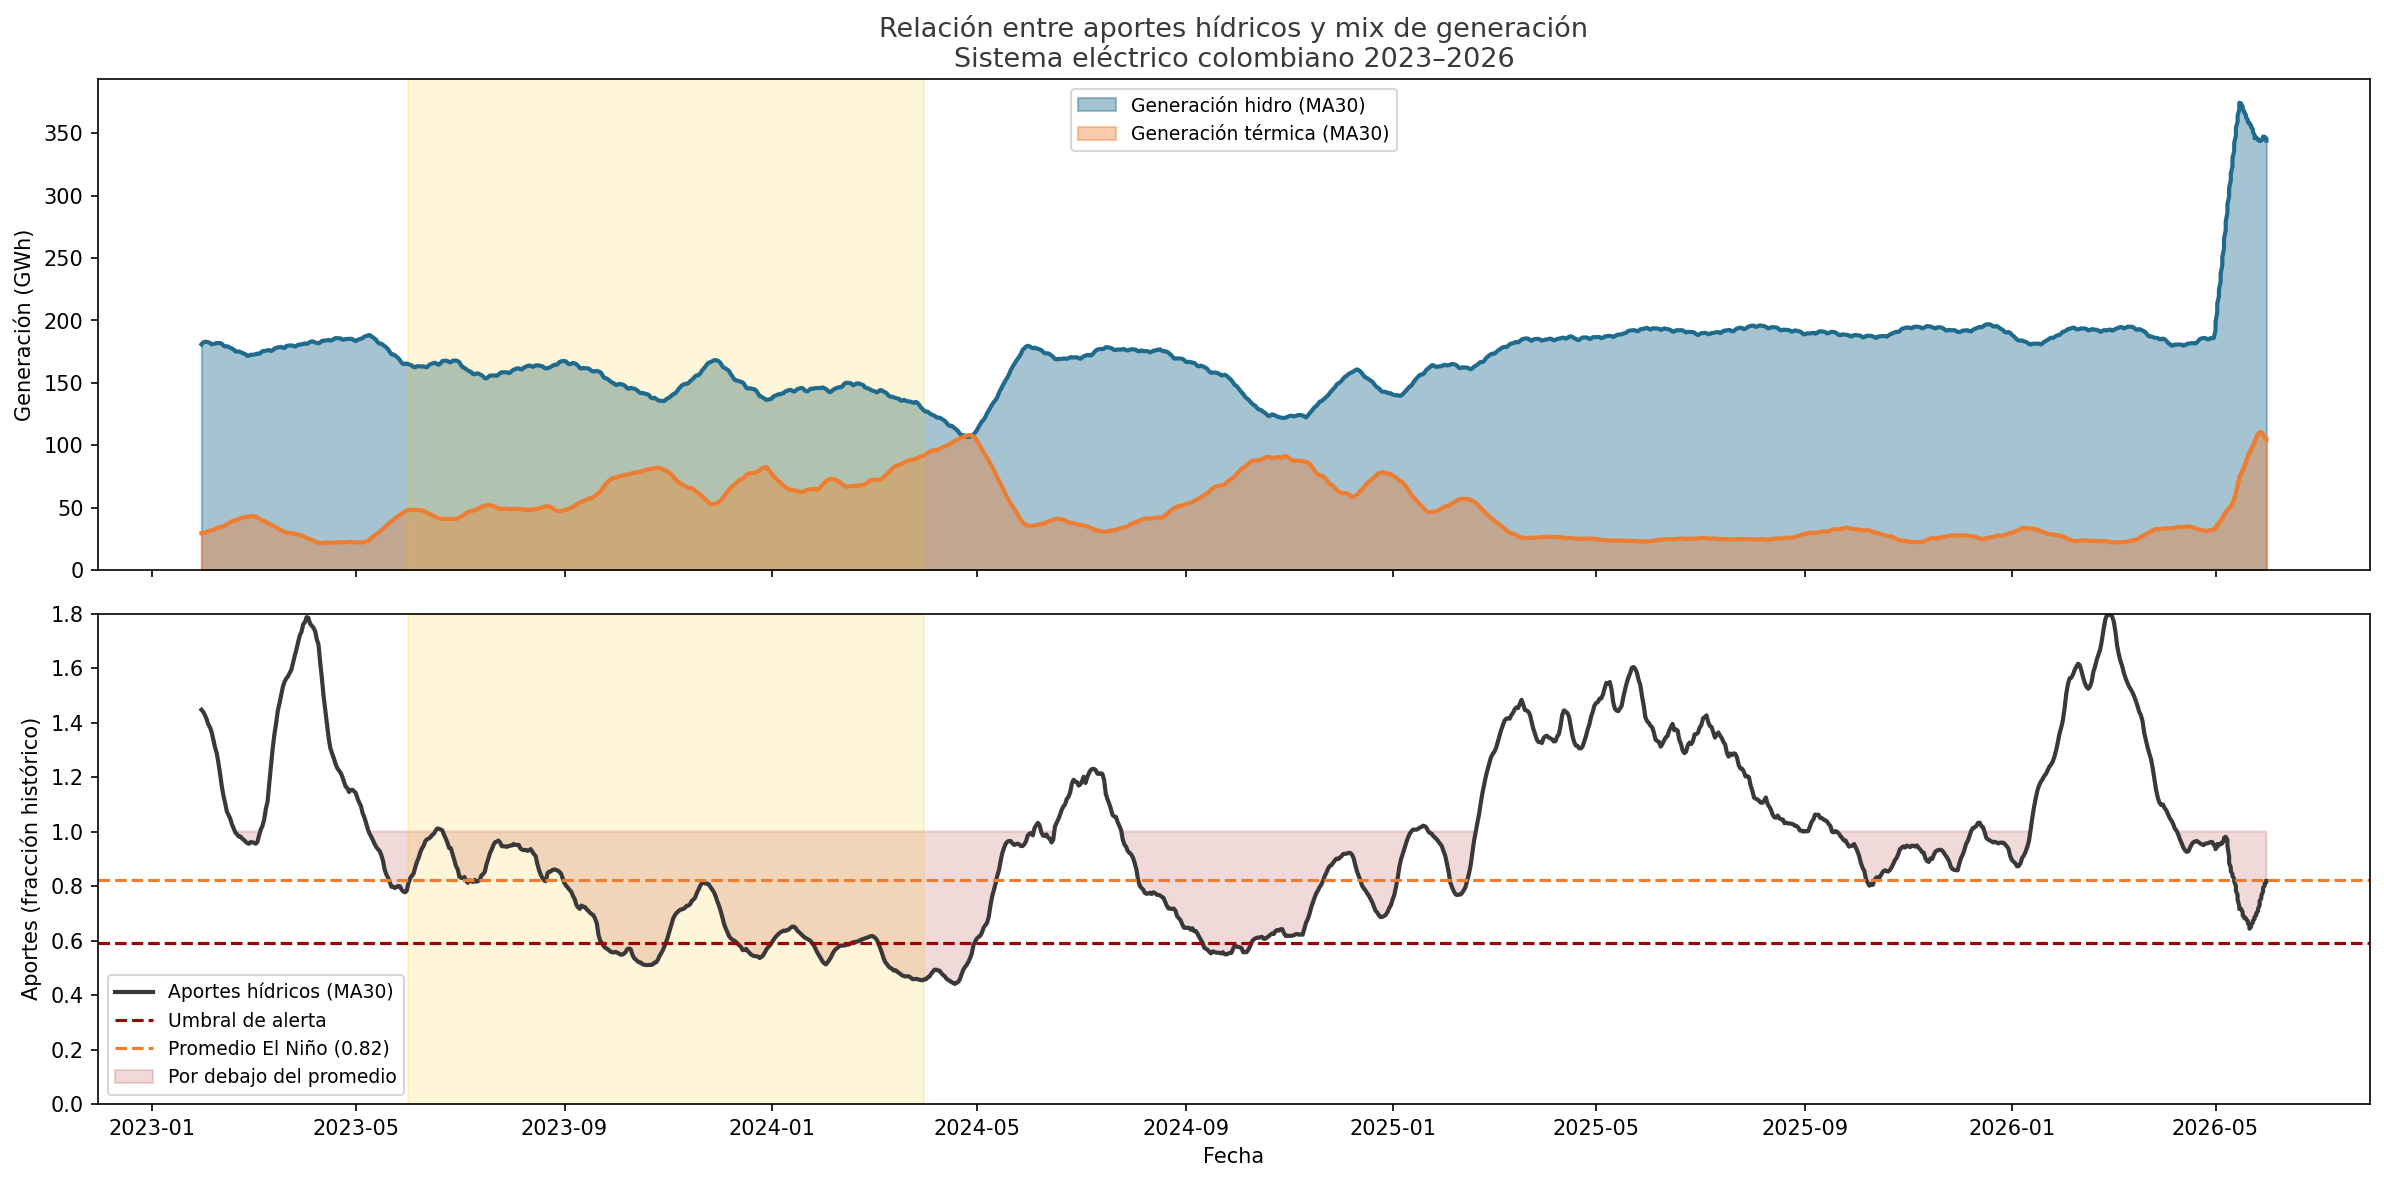 Relación entre aportes hídricos y mix de generación
Sistema eléctrico colombiano 2023–2026
Generación (GWh)
350
300
250
200
150
100
50
0
Generación hidro (MA30)
Generación térmica (MA30)
Aportes (fracción histórico)
1.8
1.6
1.4
1.2
1.0
0.8
0.6
0.4
0.2
0.0
Aportes hídricos (MA30)
Umbral de alerta
Promedio El Niño (0.82)
Por debajo del promedio
2023-01 2023-05 2023-09 2024-01 2024-05 2024-09 2025-01 2025-05 2025-09 2026-01 2026-05
Fecha